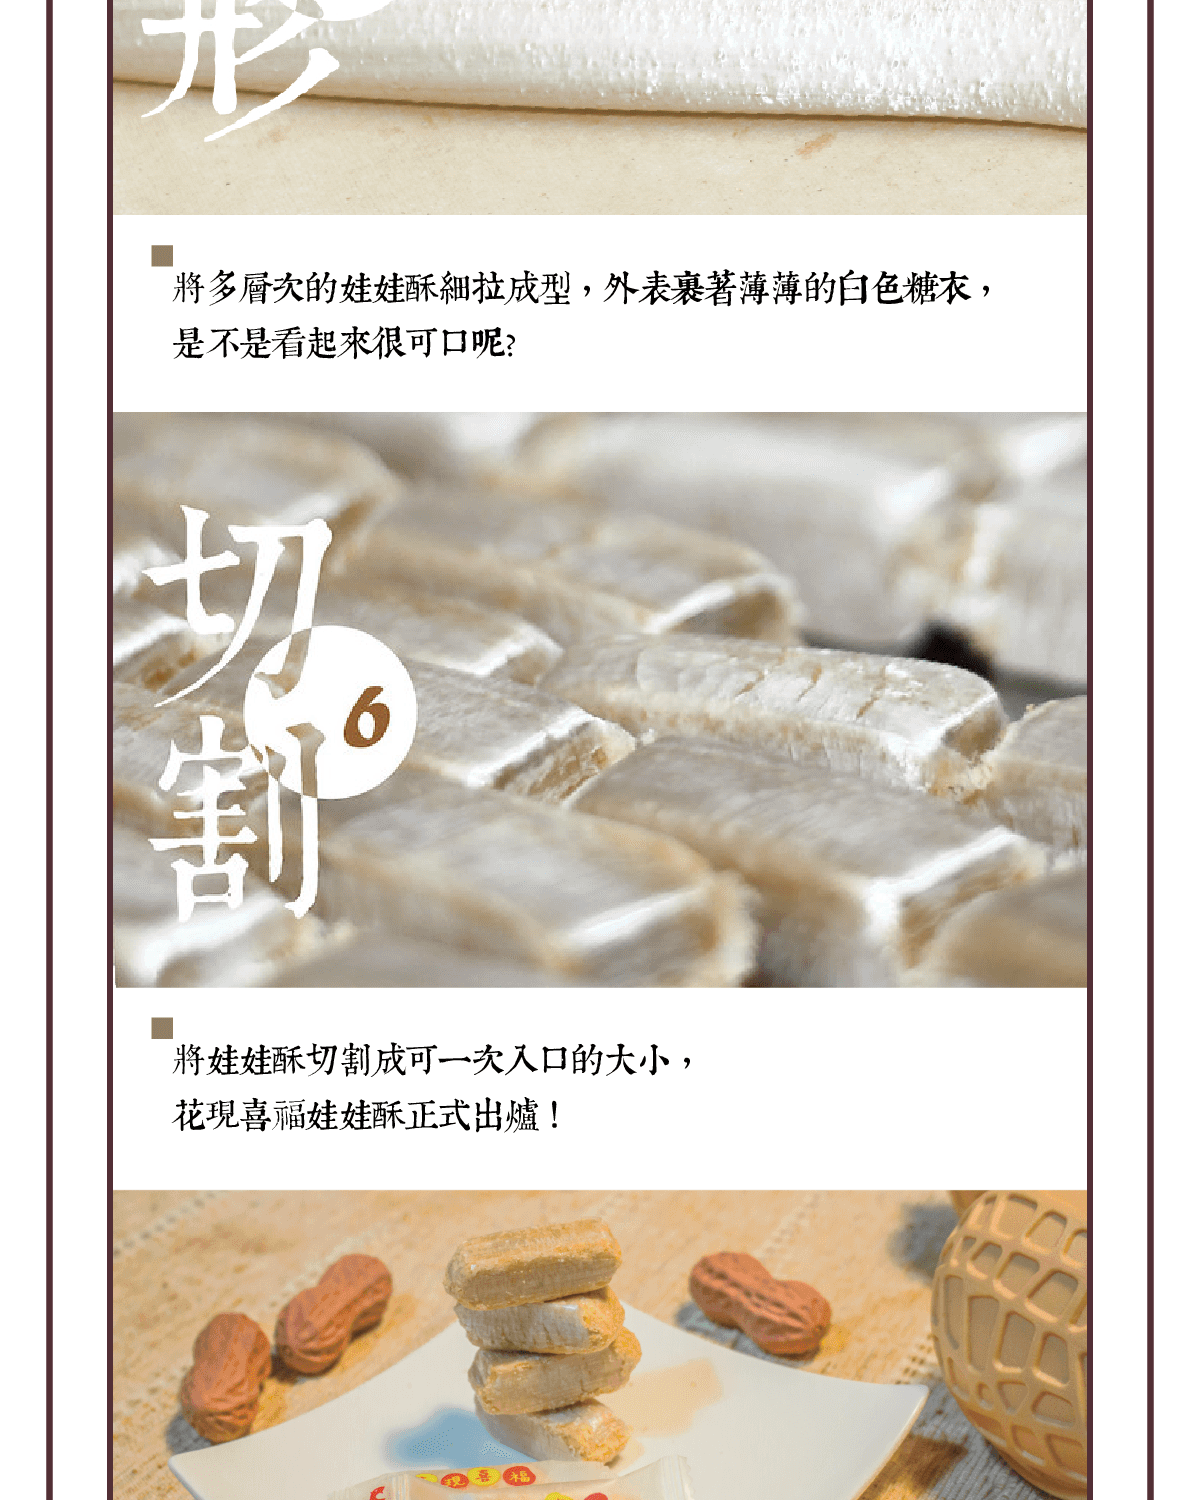 形
將多層次的娃娃酥細拉成型，外表裹著薄薄的白色糖衣，
是不是看起來很可口呢?
切割
6
將娃娃酥切割成可一次入口的大小，
花現喜福娃娃酥正式出爐！
現喜福